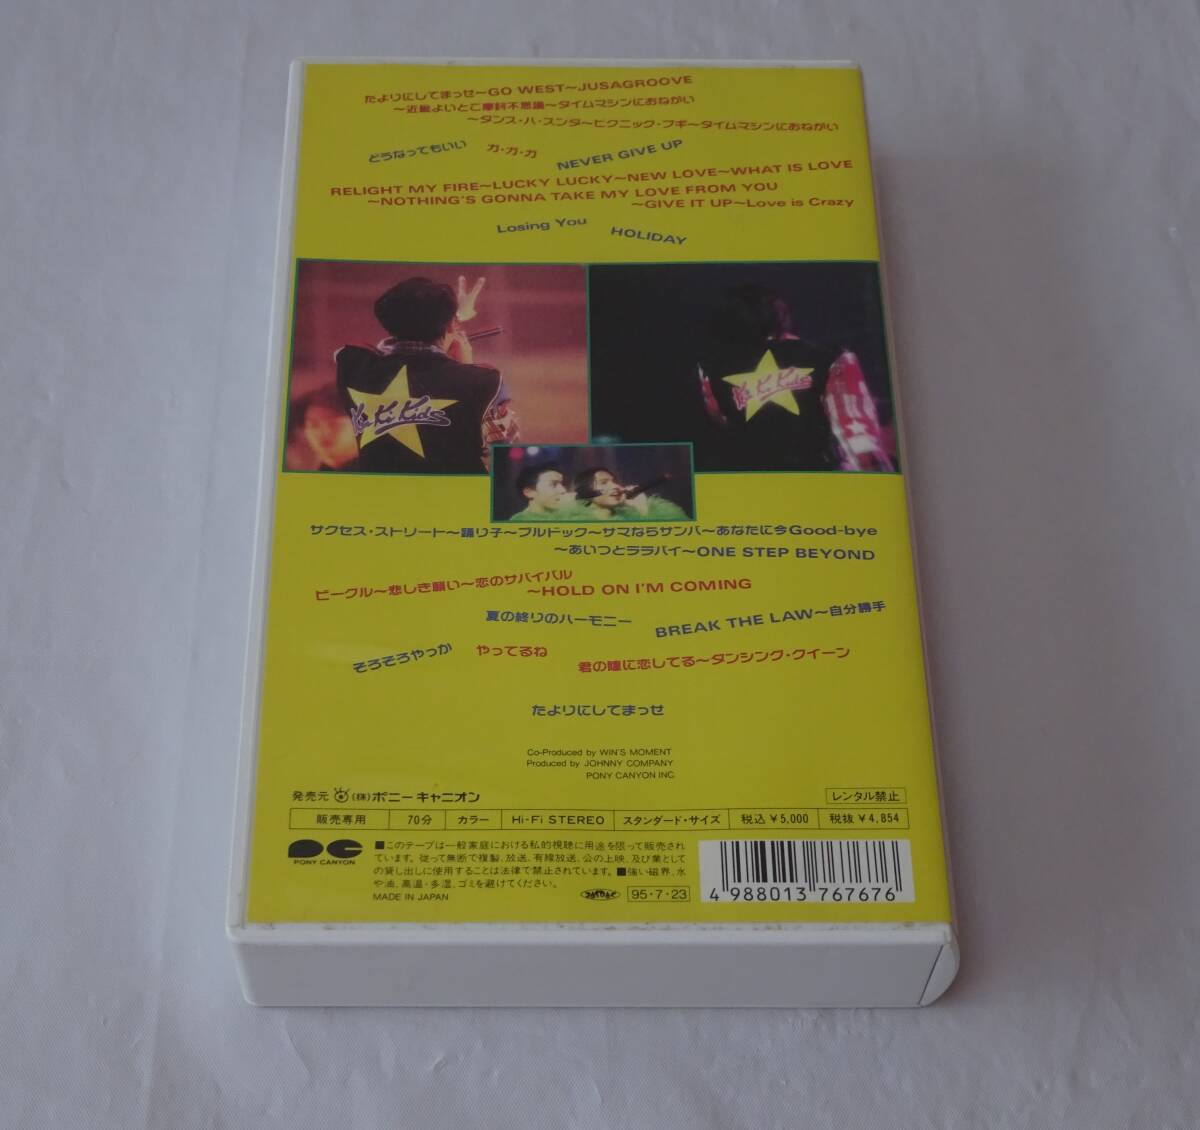 たよりにしてまっせ～GO WEST～JUSAGROOVE
～近畿よいとこ摩訶不思議～タイムマシンにおねがい
～ダンス・ハ・スンダ～ピクニック・ブギ～タイムマシンにおねがい
どうなってもいい ガ・ガ・ガ NEVER GIVE UP
RELIGHT MY FIRE～LUCKY LUCKY～NEW LOVE～WHAT IS LOVE
～NOTHING'S GONNA TAKE MY LOVE FROM YOU
～GIVE IT UP～Love is Crazy
Losing You HOLIDAY
KinKi Kids
KinKi Kids
サクセス・ストリート～踊り子～ブルドック～サマならサンバ～あなたに今Good-bye
～あいつとララバイ～ONE STEP BEYOND
ビーグル～悲しき願い～恋のサバイバル
～HOLD ON I'M COMING
夏の終りのハーモニー BREAK THE LAW～自分勝手
そろそろやっか やってるね 君の瞳に恋してる～ダンシング・クイーン
たよりにしてまっせ
Co-Produced by WIN'S MOMENT
Produced by JOHNNY COMPANY
PONY CANYON INC.
発売元 (株)ポニーキャニオン レンタル禁止
販売専用 70分 カラー Hi-Fi STEREO スタンダード・サイズ 税込 ¥5,000 税抜 ¥4,854
PONY CANYON
■このテープは一般家庭における私的視聴に用途を限って販売され
ています。従って無断で複製、放送、有線放送、公の上映、及び業として
の貸し出しに使用することは法律で禁止されています。■強い磁界、水
や油、高温・多湿、ゴミを避けてください。
MADE IN JAPAN
95・7・23
4 988013 767676